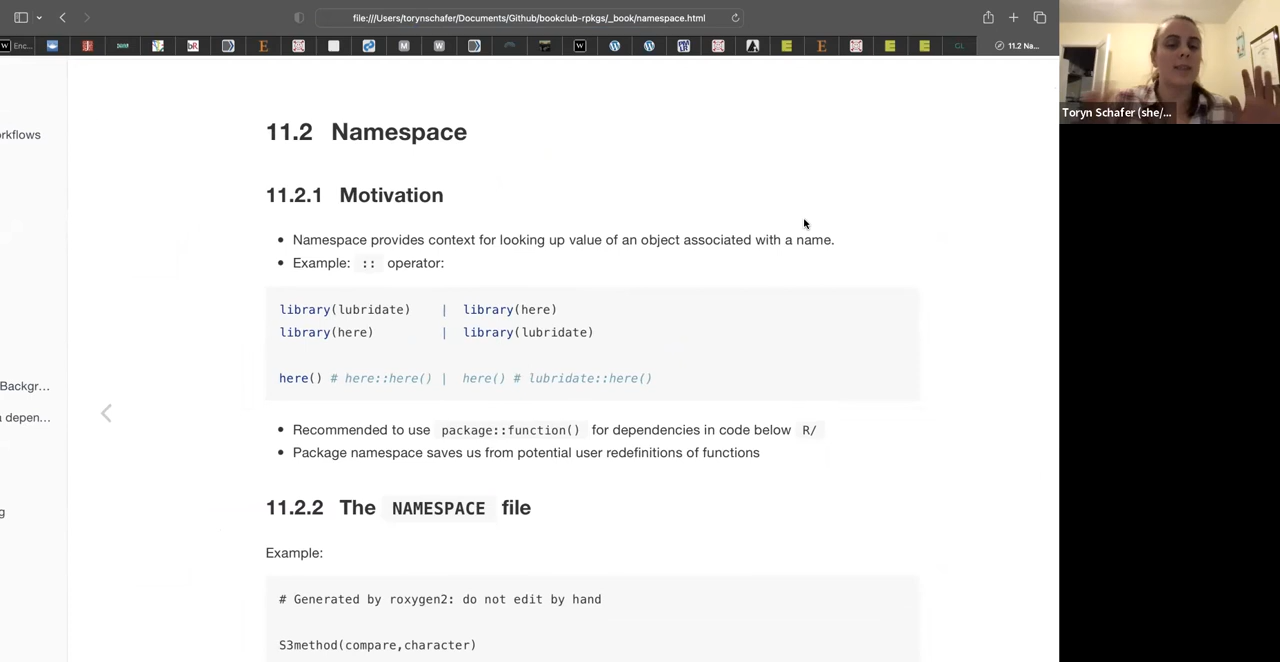 file:///Users/torynschafer/Documents/Github/bookclub-rpkgs/_book/namespace.html
W Enc...
bR
E
M
W
W
E
GL
11.2 Na...
Toryn Schafer (she/...
orkflows
Backgr...
a depen...
g
11.2 Namespace
11.2.1 Motivation
• Namespace provides context for looking up value of an object associated with a name.
• Example: :: operator:
library(lubridate) | library(here)
library(here) | library(lubridate)
here() # here::here() | here() # lubridate::here()
• Recommended to use package::function() for dependencies in code below R/
• Package namespace saves us from potential user redefinitions of functions
11.2.2 The NAMESPACE file
Example:
# Generated by roxygen2: do not edit by hand
S3method(compare,character)